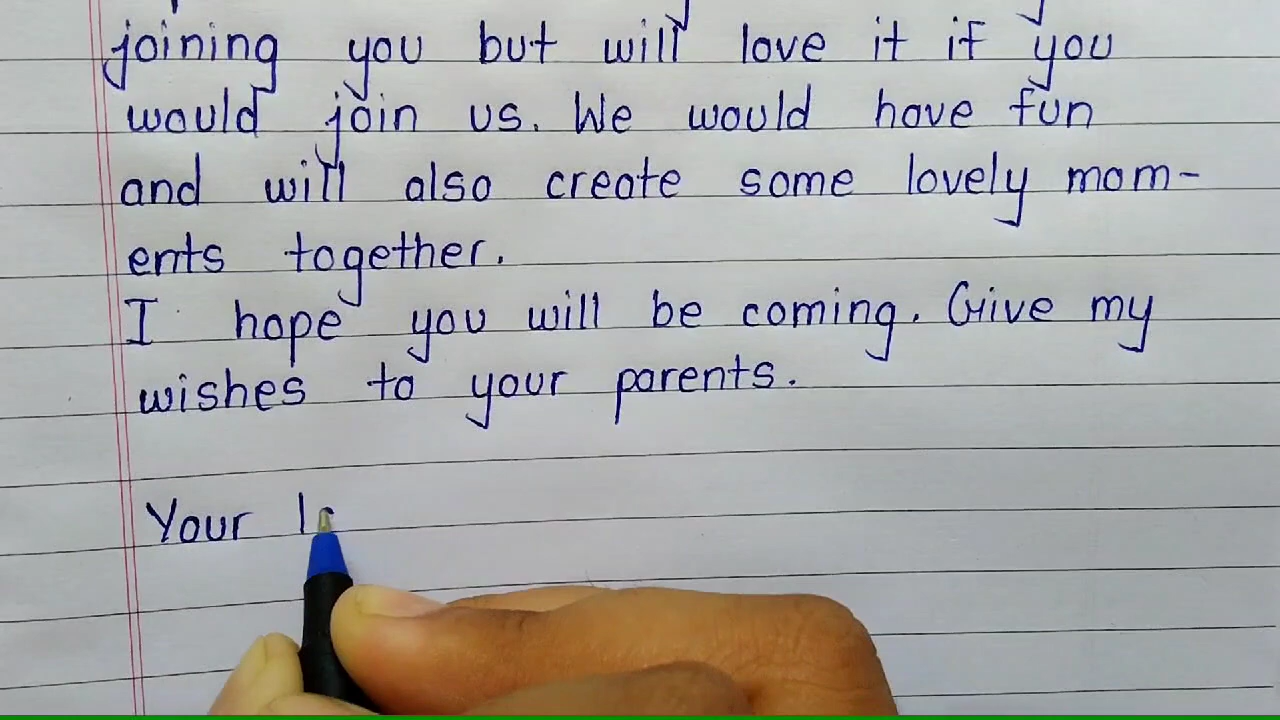 joining you but will love it if you
would join us. We would have fun
and will also create some lovely mom-
ents together.
I hope you will be coming. Give my
wishes to your parents.
Your l